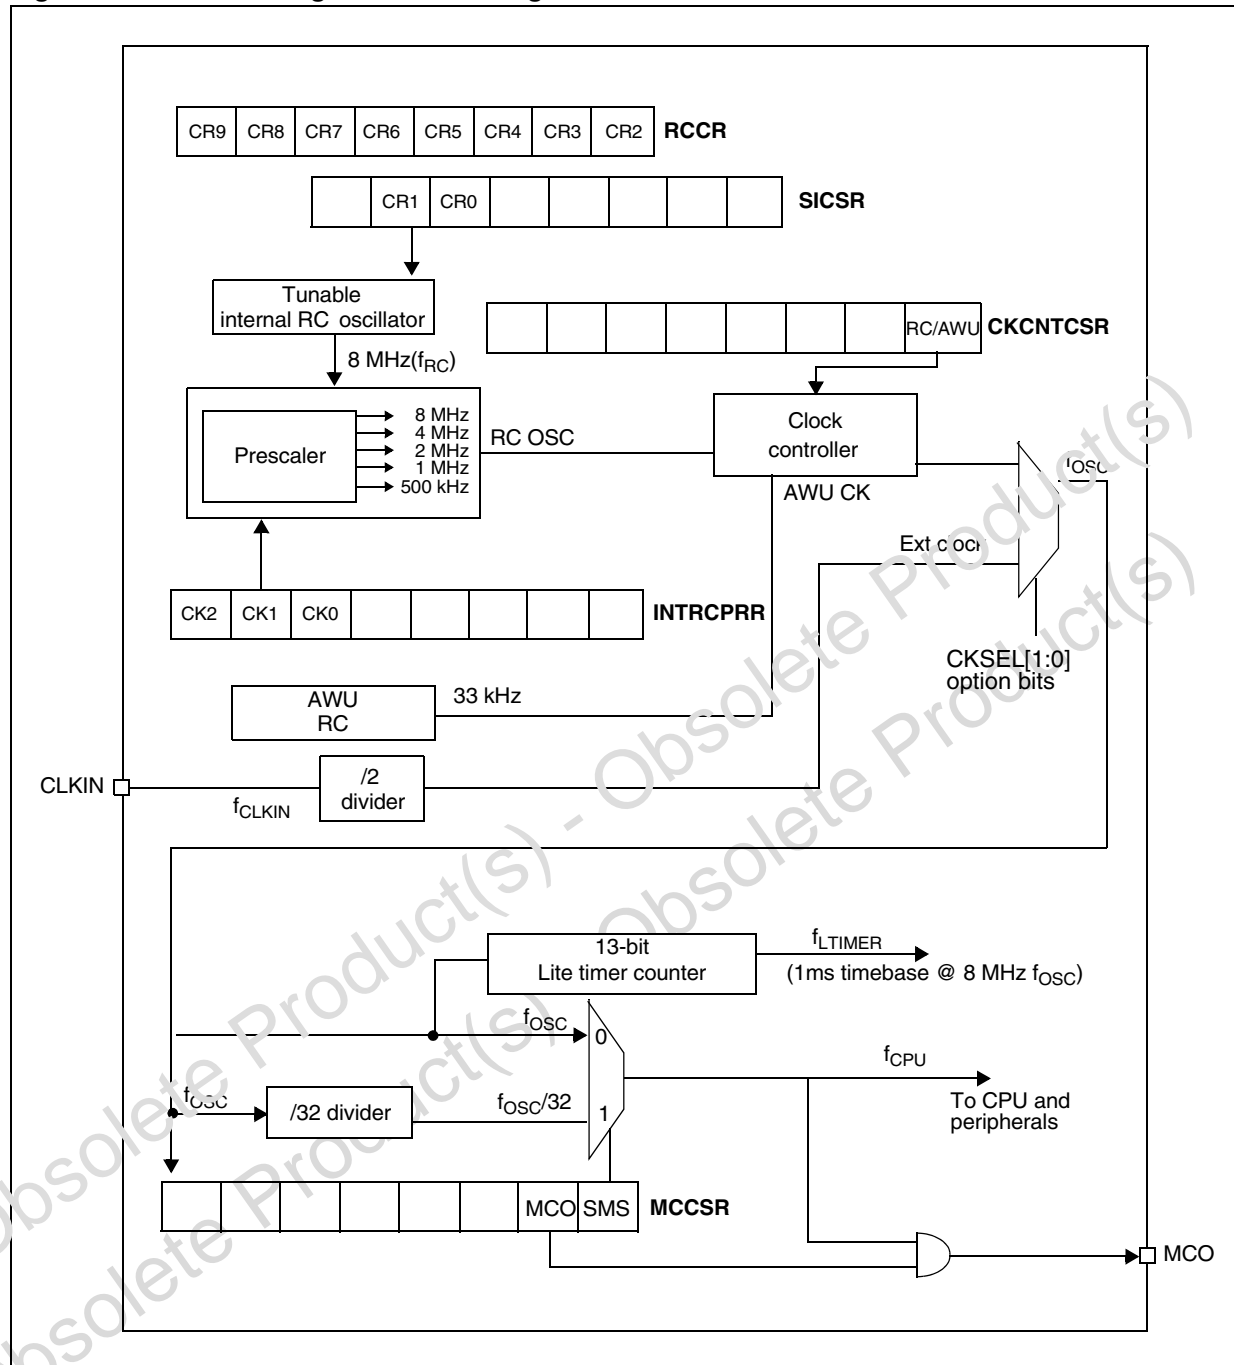 CR9 CR8 CR7 CR6 CR5 CR4 CR3 CR2 RCCR
CR1 CR0 SICSR
Tunable
internal RC oscillator
RC/AWU CKCNTCSR
8 MHz(fRC)
Clock
controller
Prescaler
8 MHz
4 MHz
2 MHz
1 MHz
500 kHz
RC OSC
fOSC
AWU CK
Ext clock
CK2 CK1 CK0 INTRCPRR
CKSEL[1:0]
option bits
AWU
RC
33 kHz
CLKIN
fCLKIN
/2
divider
13-bit
Lite timer counter
fLTIMER
(1ms timebase @ 8 MHz fOSC)
fOSC
0
fCPU
To CPU and
peripherals
fOSC
/32 divider
fOSC/32
1
MCO SMS MCCSR
MCO
Obsolete Product(s) - Obsolete Product(s)
Obsolete Product(s) Obsolete Product(s)